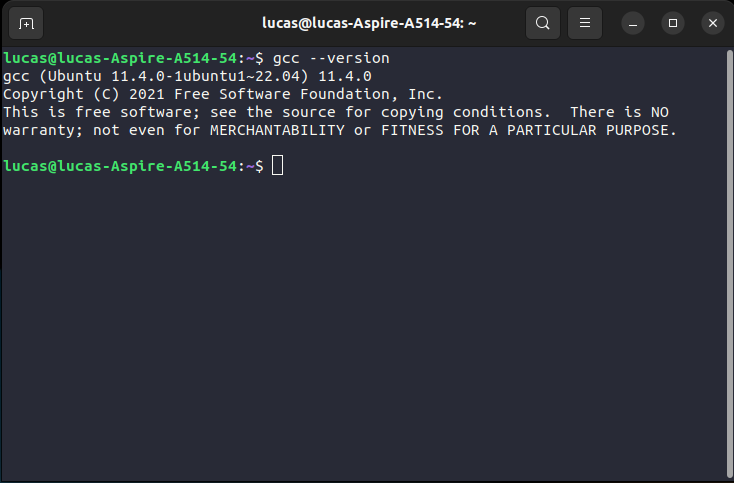 lucas@lucas-Aspire-A514-54: ~
lucas@lucas-Aspire-A514-54:~$ gcc --version
gcc (Ubuntu 11.4.0-1ubuntu1~22.04) 11.4.0
Copyright (C) 2021 Free Software Foundation, Inc.
This is free software; see the source for copying conditions.  There is NO
warranty; not even for MERCHANTABILITY or FITNESS FOR A PARTICULAR PURPOSE.
lucas@lucas-Aspire-A514-54:~$